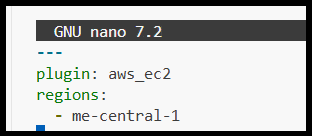 GNU nano 7.2
---
plugin: aws_ec2
regions:
  - me-central-1